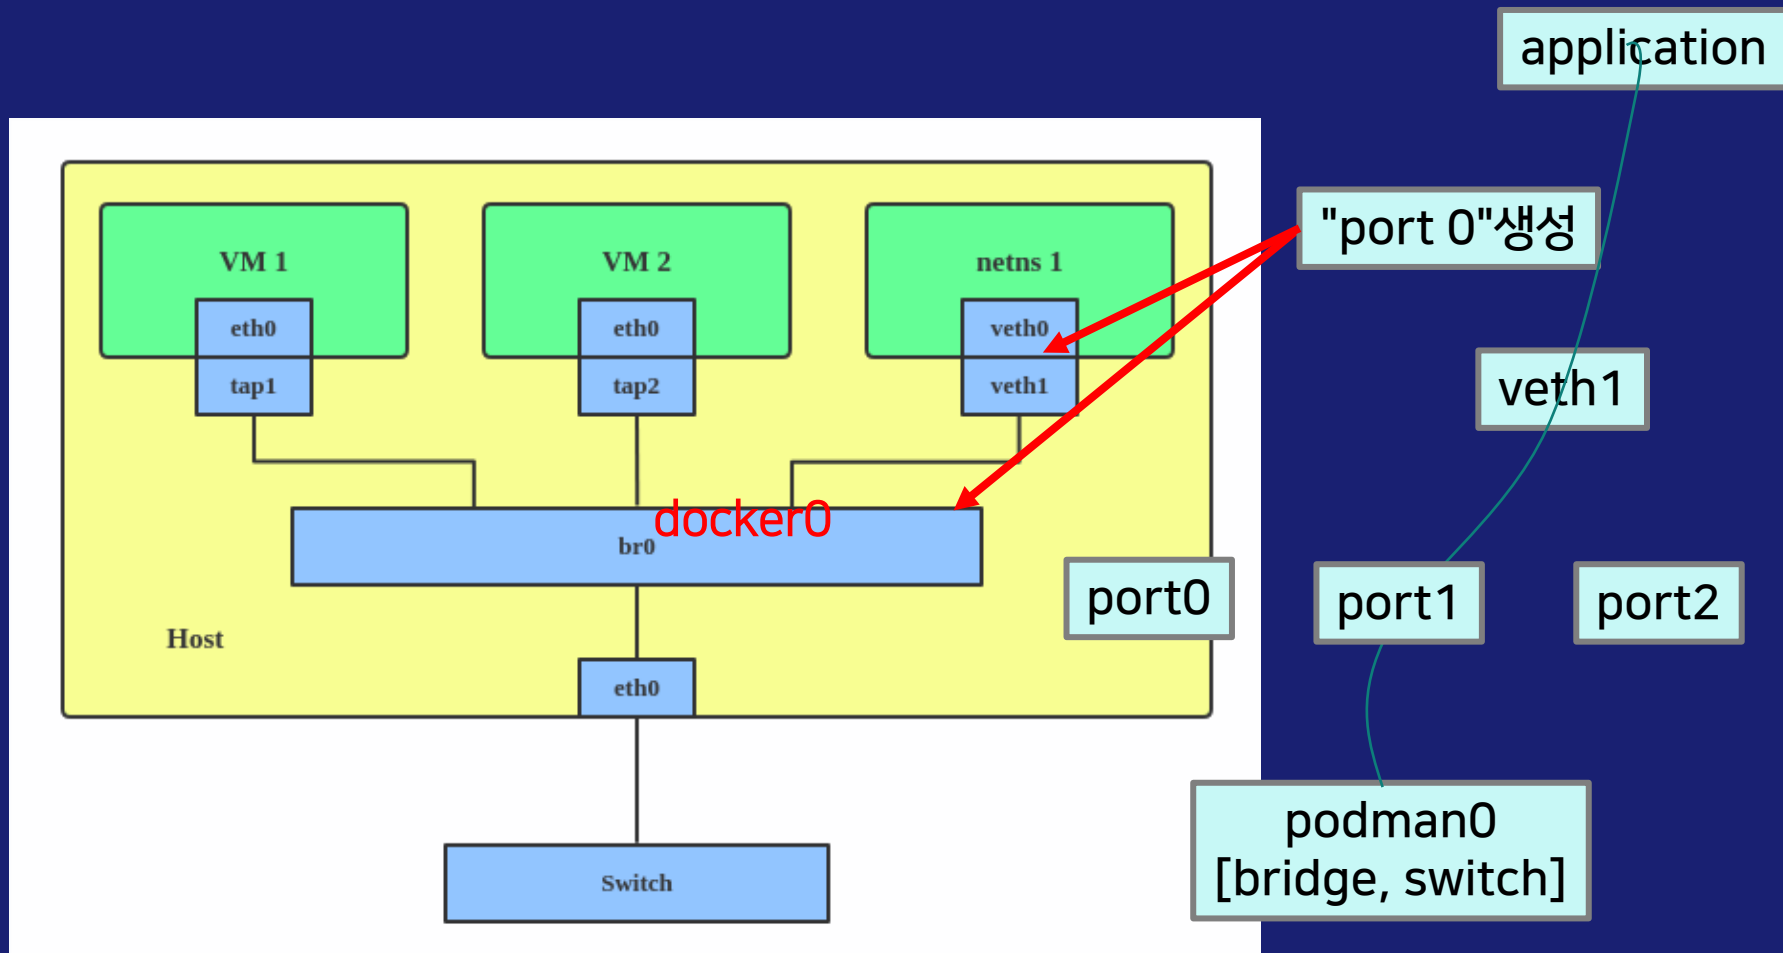 application
"port 0"생성
VM 1
VM 2
netns 1
eth0
eth0
veth0
tap1
tap2
veth1
veth1
docker0
br0
port0
port1
port2
Host
eth0
podman0
[bridge, switch]
Switch